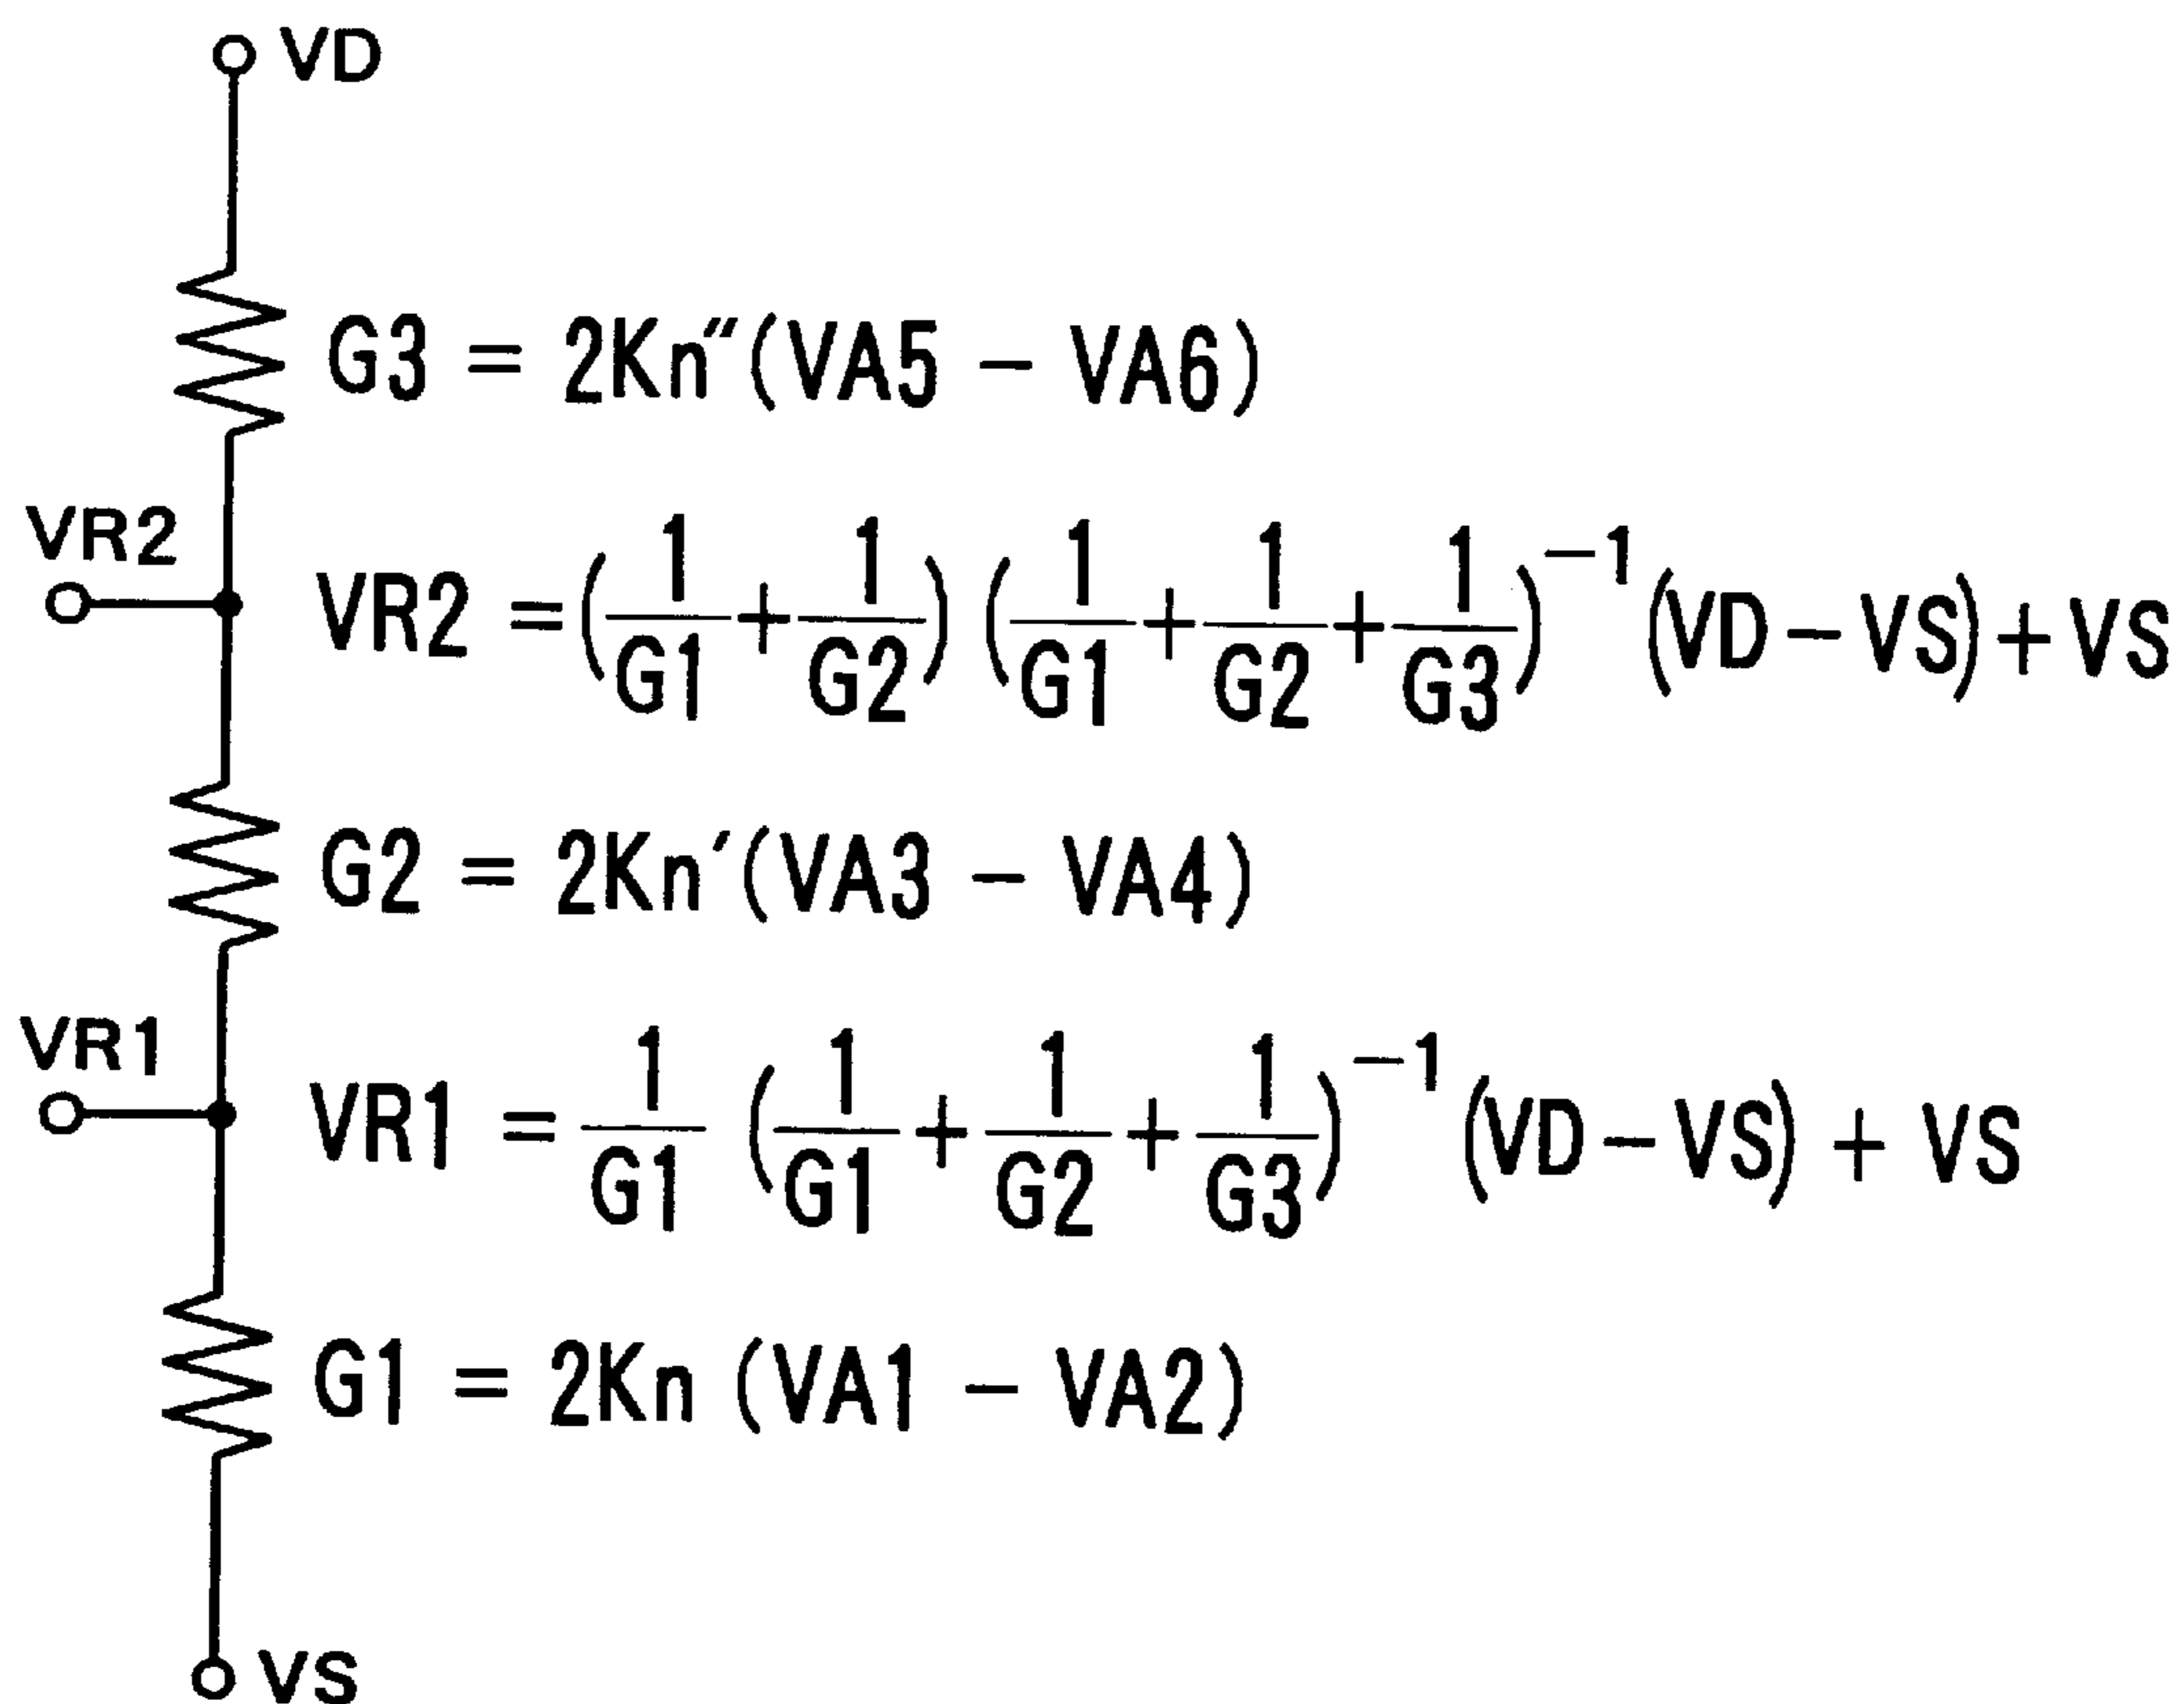 VD
G3 = 2Kn″(VA5 − VA6)
VR2
VR2 = (1/G1 + 1/G2) (1/G1 + 1/G2 + 1/G3)⁻¹ (VD − VS) + VS
G2 = 2Kn′(VA3 − VA4)
VR1
VR1 = 1/G1 (1/G1 + 1/G2 + 1/G3)⁻¹ (VD − VS) + VS
G1 = 2Kn (VA1 − VA2)
VS